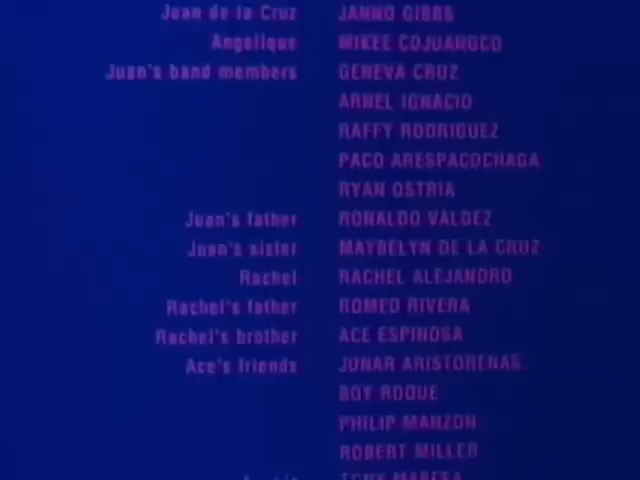 Juan de la Cruz JANNO GIBBS
Angelique MIKEE COJUANGCO
Juan's band members GENEVA CRUZ
ARNEL IGNACIO
RAFFY RODRIGUEZ
PACO ARESPACOCHAGA
RYAN OSTRIA
Juan's father RONALDO VALDEZ
Juan's sister MAYBELYN DE LA CRUZ
Rachel RACHEL ALEJANDRO
Rachel's father ROMEO RIVERA
Rachel's brother ACE ESPINOSA
Ace's friends JUNAR ARISTORENAS
BOY ROQUE
PHILIP MANZON
ROBERT MILLER
TONY